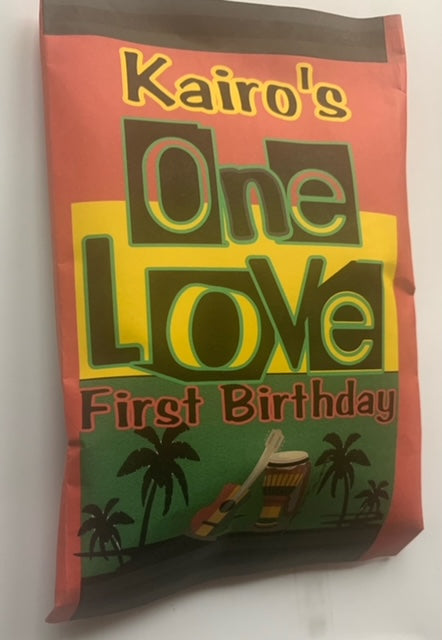 Kairo's
One
Love
First Birthday